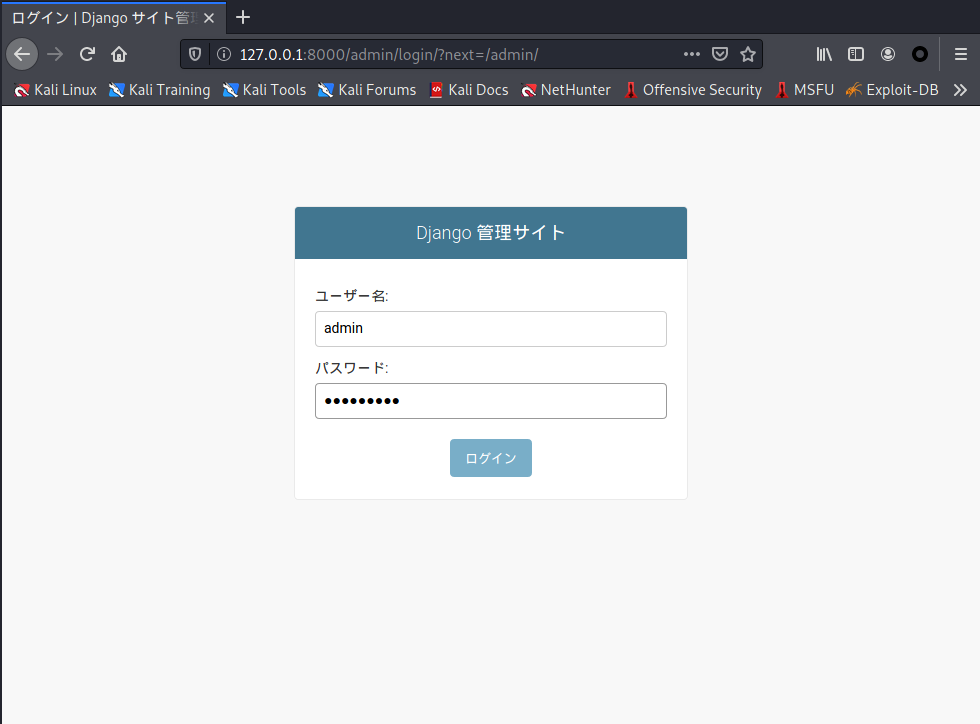 ログイン | Django サイト管理
127.0.0.1:8000/admin/login/?next=/admin/
Kali Linux Kali Training Kali Tools Kali Forums Kali Docs NetHunter Offensive Security MSFU Exploit-DB
Django 管理サイト
ユーザー名:
admin
パスワード:
●●●●●●●●●
ログイン